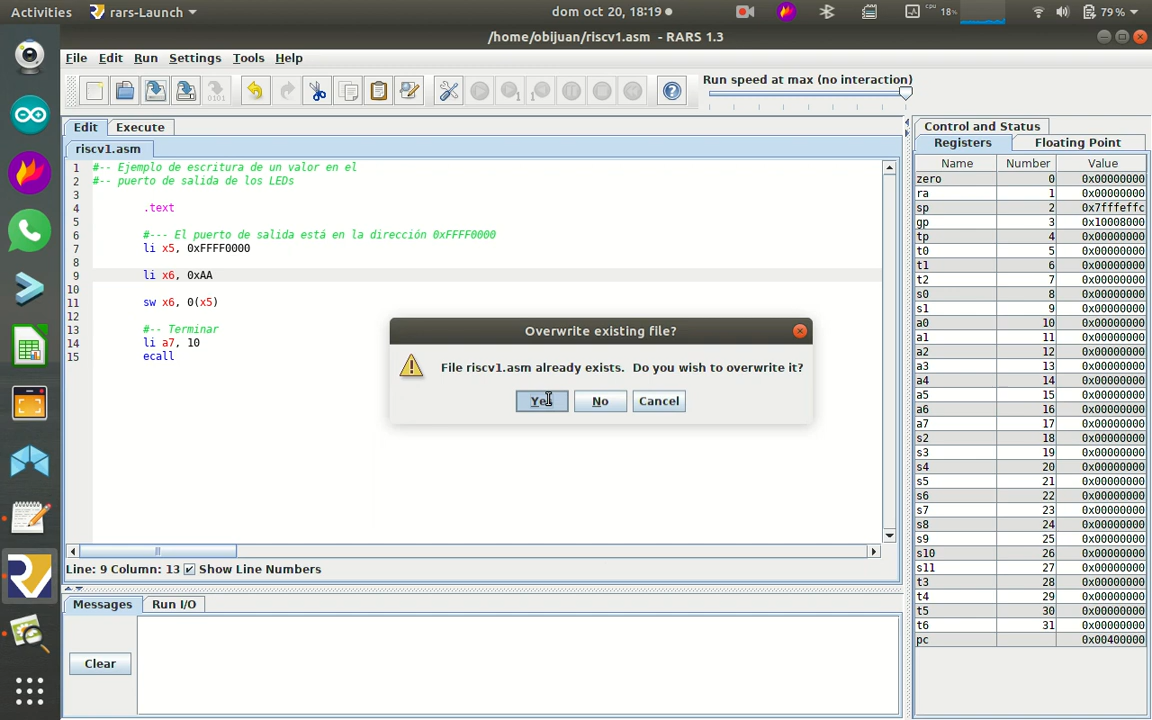 Activities rars-Launch dom oct 20, 18:19 cpu 18% 79%
/home/obijuan/riscv1.asm - RARS 1.3
File Edit Run Settings Tools Help
Run speed at max (no interaction)
Edit Execute
riscv1.asm
1 #-- Ejemplo de escritura de un valor en el
2 #-- puerto de salida de los LEDs
3
4 .text
5
6 #--- El puerto de salida está en la dirección 0xFFFF0000
7 li x5, 0xFFFF0000
8
9 li x6, 0xAA
10
11 sw x6, 0(x5)
12
13 #-- Terminar
14 li a7, 10
15 ecall
Line: 9 Column: 13 Show Line Numbers
Overwrite existing file?
File riscv1.asm already exists. Do you wish to overwrite it?
Yes No Cancel
Messages Run I/O
Clear
Control and Status
Registers Floating Point
Name Number Value
zero 0 0x00000000
ra 1 0x00000000
sp 2 0x7fffeffc
gp 3 0x10008000
tp 4 0x00000000
t0 5 0x00000000
t1 6 0x00000000
t2 7 0x00000000
s0 8 0x00000000
s1 9 0x00000000
a0 10 0x00000000
a1 11 0x00000000
a2 12 0x00000000
a3 13 0x00000000
a4 14 0x00000000
a5 15 0x00000000
a6 16 0x00000000
a7 17 0x00000000
s2 18 0x00000000
s3 19 0x00000000
s4 20 0x00000000
s5 21 0x00000000
s6 22 0x00000000
s7 23 0x00000000
s8 24 0x00000000
s9 25 0x00000000
s10 26 0x00000000
s11 27 0x00000000
t3 28 0x00000000
t4 29 0x00000000
t5 30 0x00000000
t6 31 0x00000000
pc 0x00400000